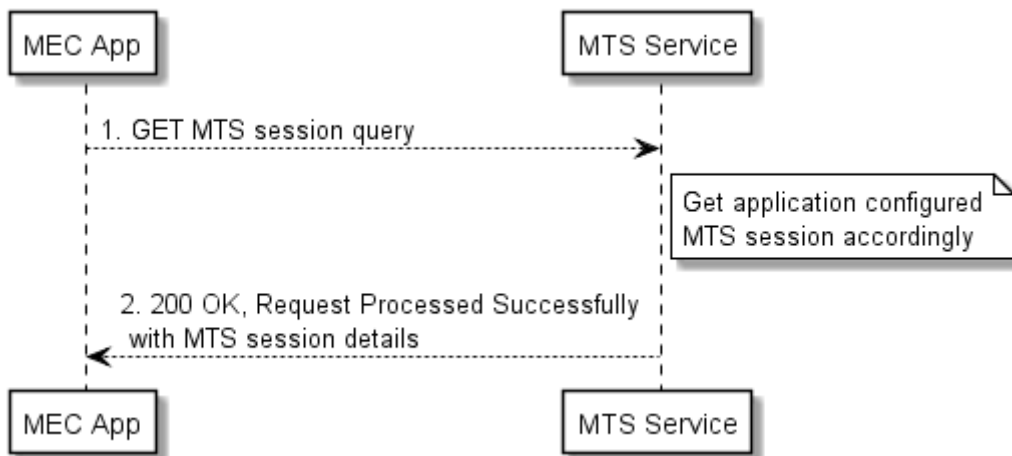 MEC App
MTS Service
1. GET MTS session query
Get application configured
MTS session accordingly
2. 200 OK, Request Processed Successfully
with MTS session details
MEC App
MTS Service